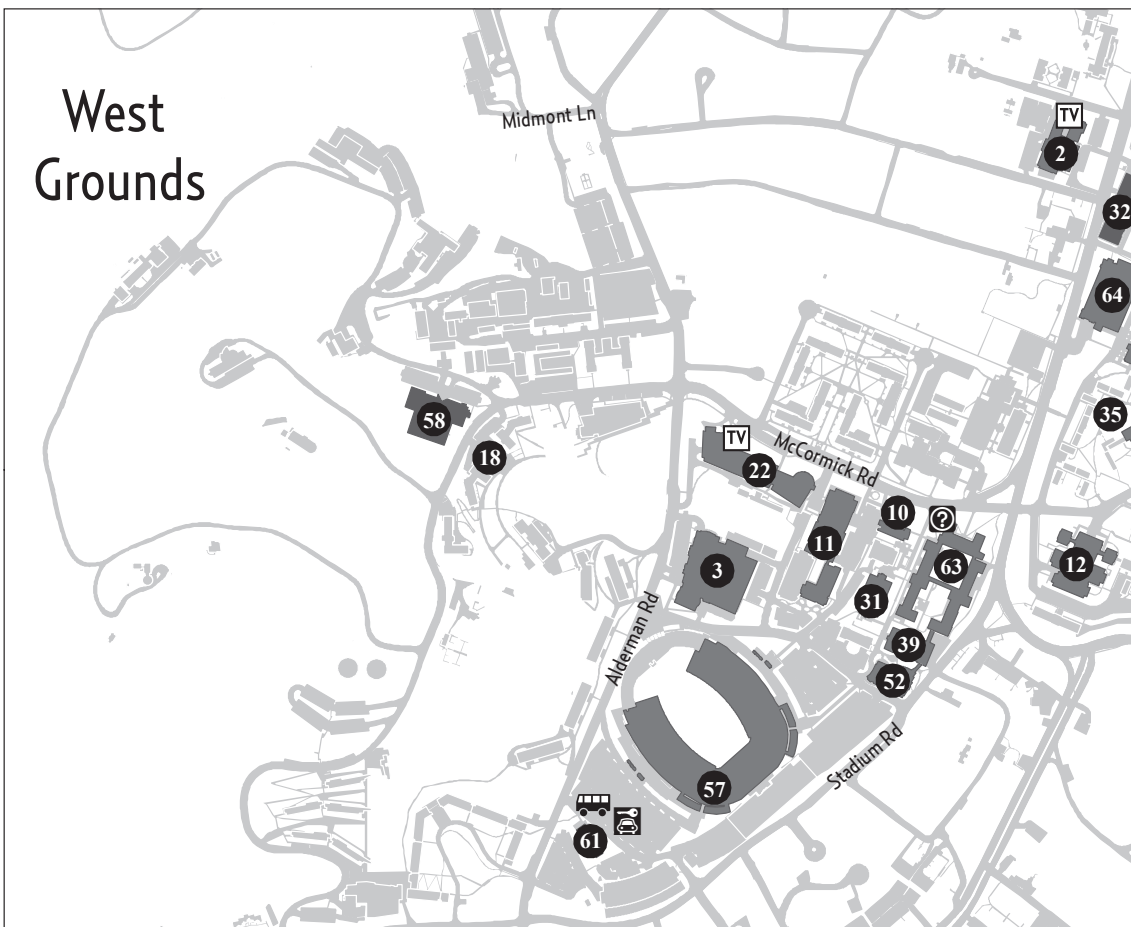 West
Grounds
Midmont Ln
TV
2
32
64
35
58
18
TV
22
McCormick Rd
10
?
11
63
12
3
31
39
52
Alderman Rd
Stadium Rd
57
61